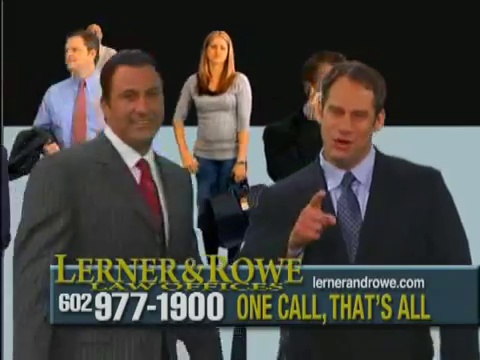 LERNER & ROWE
LAW OFFICES
lernerandrowe.com
602 977-1900 ONE CALL, THAT'S ALL